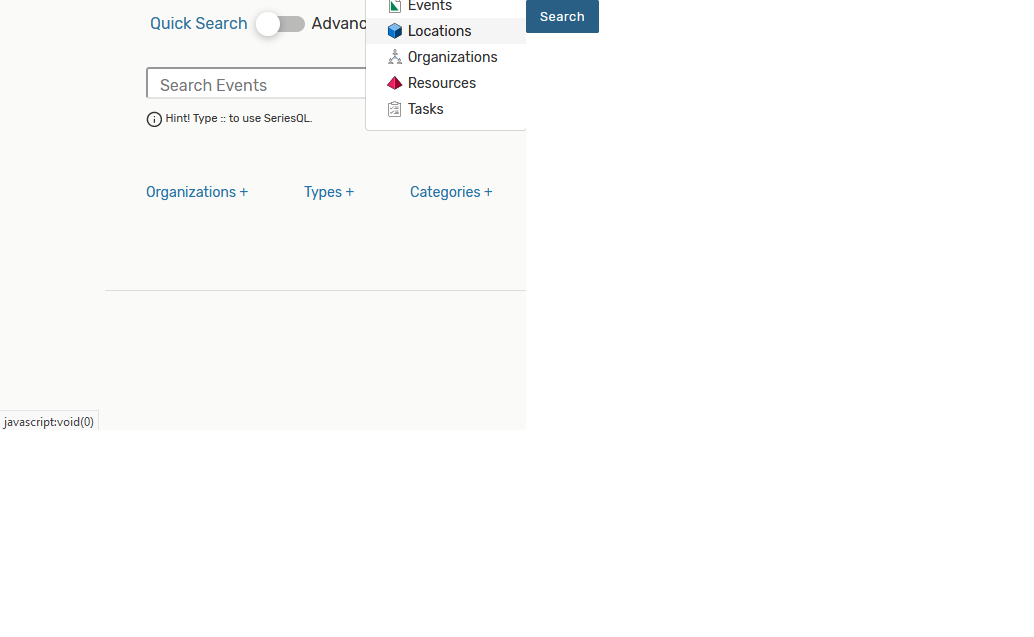 Quick Search Advanc
Events
Search
Locations
Organizations
Resources
Tasks
Search Events
Hint! Type :: to use SeriesQL.
Organizations +
Types +
Categories +
javascript:void(0)